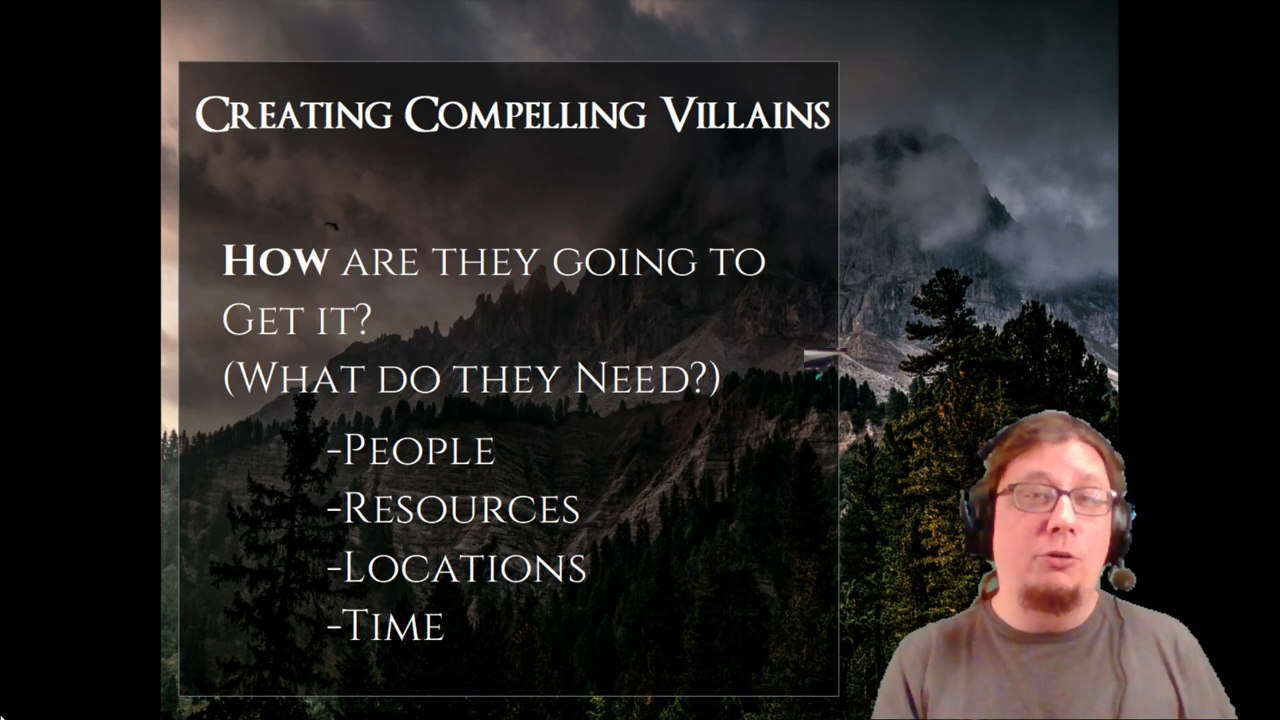 Creating Compelling Villains
How are they going to
Get it?
(What do they Need?)
-People
-Resources
-Locations
-Time